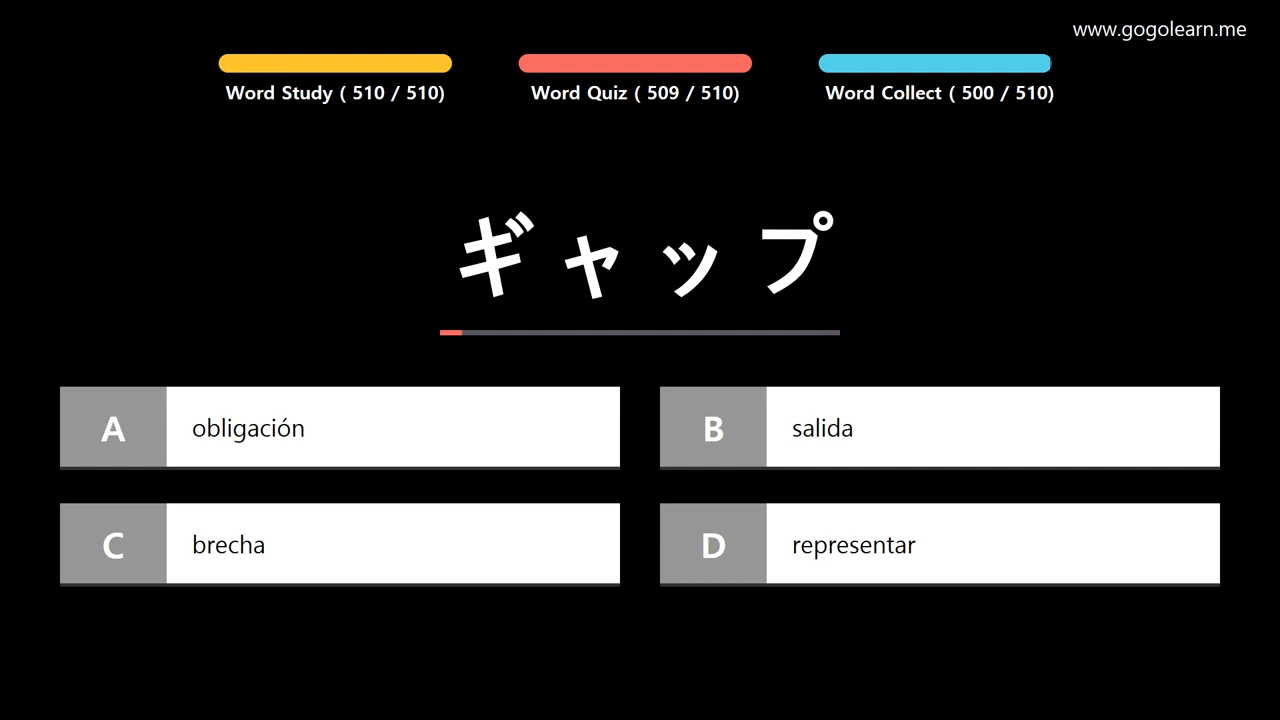 www.gogolearn.me
Word Study ( 510 / 510)
Word Quiz ( 509 / 510)
Word Collect ( 500 / 510)
ギャップ
A
obligación
B
salida
C
brecha
D
representar